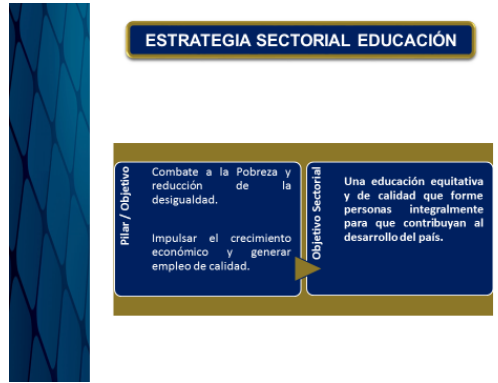 ESTRATEGIA SECTORIAL EDUCACIÓN
Pilar / Objetivo
Combate a la Pobreza y
reducción de la
desigualdad.
Impulsar el crecimiento
económico y generar
empleo de calidad.
Objetivo Sectorial
Una educación equitativa
y de calidad que forme
personas integralmente
para que contribuyan al
desarrollo del país.